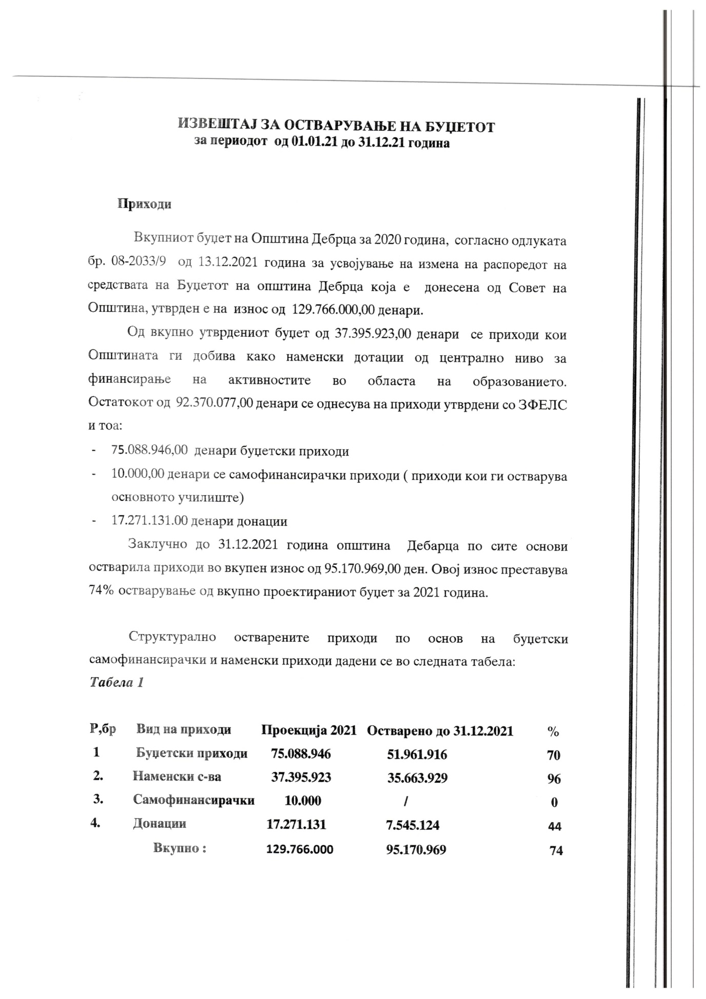 ИЗВЕШТАЈ ЗА ОСТВАРУВАЊЕ НА БУЏЕТОТ
за периодот од 01.01.21 до 31.12.21 година
Приходи
Вкупниот буџет на Општина Дебрца за 2020 година, согласно одлуката
бр. 08-2033/9 од 13.12.2021 година за усвојување на измена на распоредот на
средствата на Буџетот на општина Дебрца која е донесена од Совет на
Општина, утврден е на износ од 129.766.000,00 денари.
Од вкупно утврдениот буџет од 37.395.923,00 денари се приходи кои
Општината ги добива како наменски дотации од централно ниво за
финансирање на активностите во областа на образованието.
Остатокот од 92.370.077,00 денари се однесува на приходи утврдени со ЗФЕЛС
и тоа:
- 75.088.946,00 денари буџетски приходи
- 10.000,00 денари се самофинансирачки приходи ( приходи кои ги остварува
основното училиште)
- 17.271.131.00 денари донации
Заклучно до 31.12.2021 година општина Дебарца по сите основи
остварила приходи во вкупен износ од 95.170.969,00 ден. Овој износ преставува
74% остварување од вкупно проектираниот буџет за 2021 година.
Структурално остварените приходи по основ на буџетски
самофинансирачки и наменски приходи дадени се во следната табела:
Табела 1
Р,бр Вид на приходи Проекција 2021 Остварено до 31.12.2021 %
1 Буџетски приходи 75.088.946 51.961.916 70
2. Наменски с-ва 37.395.923 35.663.929 96
3. Самофинансирачки 10.000 / 0
4. Донации 17.271.131 7.545.124 44
Вкупно : 129.766.000 95.170.969 74